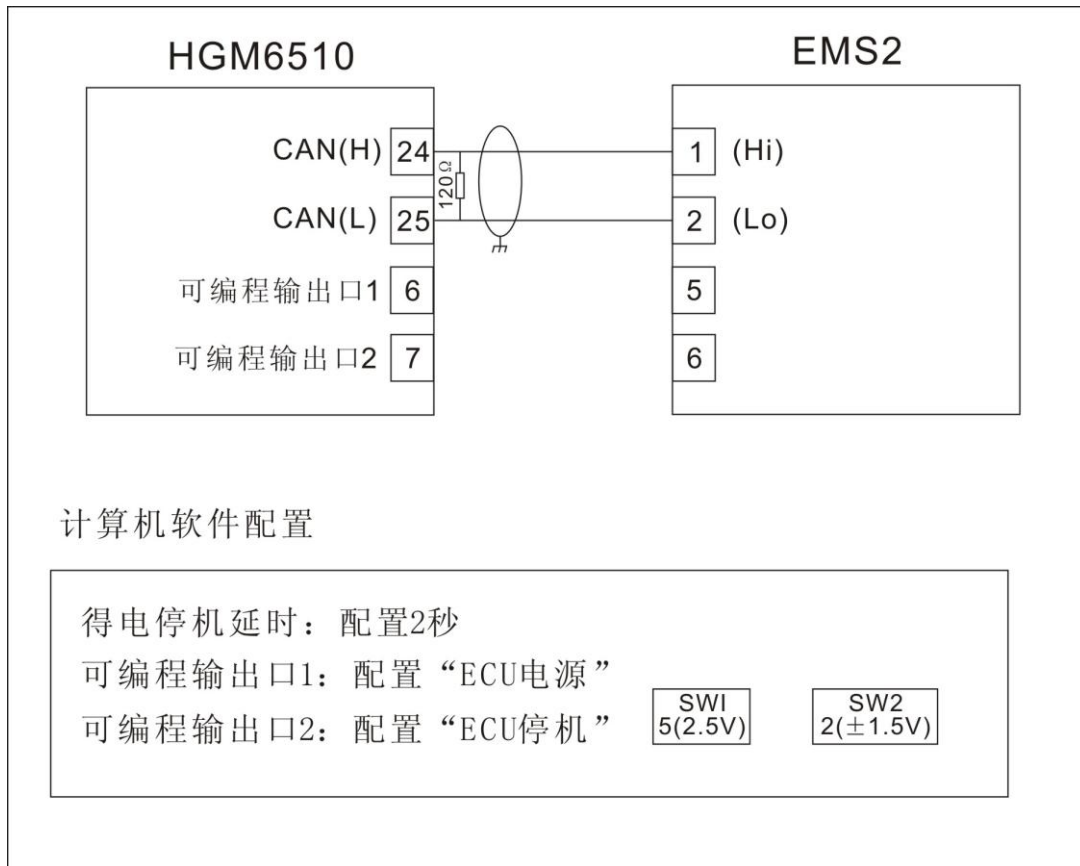 HGM6510 EMS2
CAN(H) 24 1 (Hi)
120Ω
CAN(L) 25 2 (Lo)
可编程输出口1 6 5
可编程输出口2 7 6
计算机软件配置
得电停机延时：配置2秒
可编程输出口1：配置“ECU电源”
可编程输出口2：配置“ECU停机”
SWI
5(2.5V)
SW2
2(±1.5V)